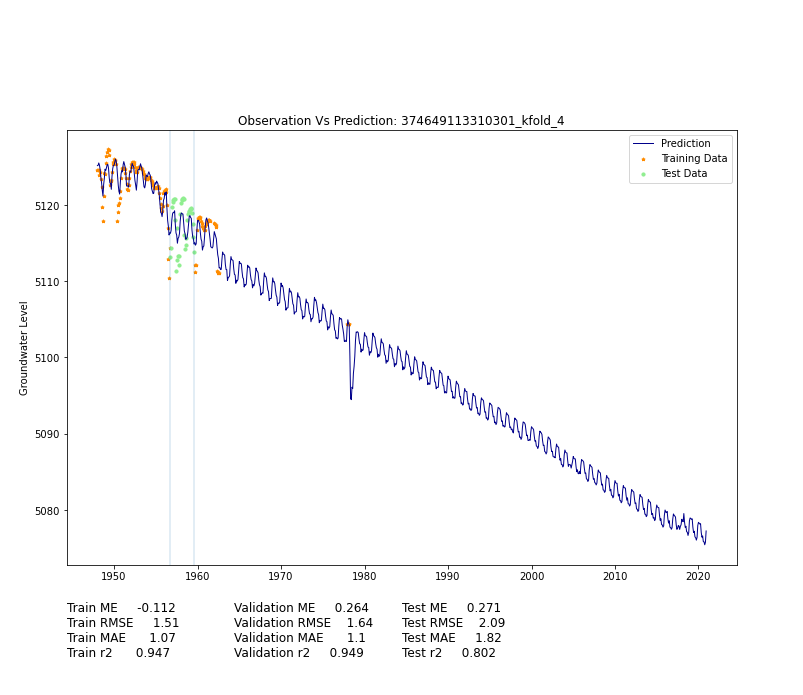 Observation Vs Prediction: 374649113310301_kfold_4
Prediction
Training Data
Test Data
Groundwater Level
5120
5110
5100
5090
5080
1950 1960 1970 1980 1990 2000 2010 2020
Train ME -0.112 Validation ME 0.264 Test ME 0.271
Train RMSE 1.51 Validation RMSE 1.64 Test RMSE 2.09
Train MAE 1.07 Validation MAE 1.1 Test MAE 1.82
Train r2 0.947 Validation r2 0.949 Test r2 0.802